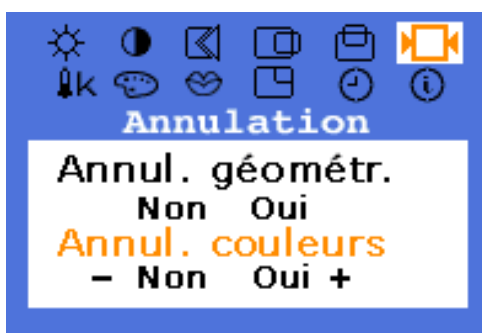 k
Annulation
Annul. géométr.
Non Oui
Annul. couleurs
- Non Oui +